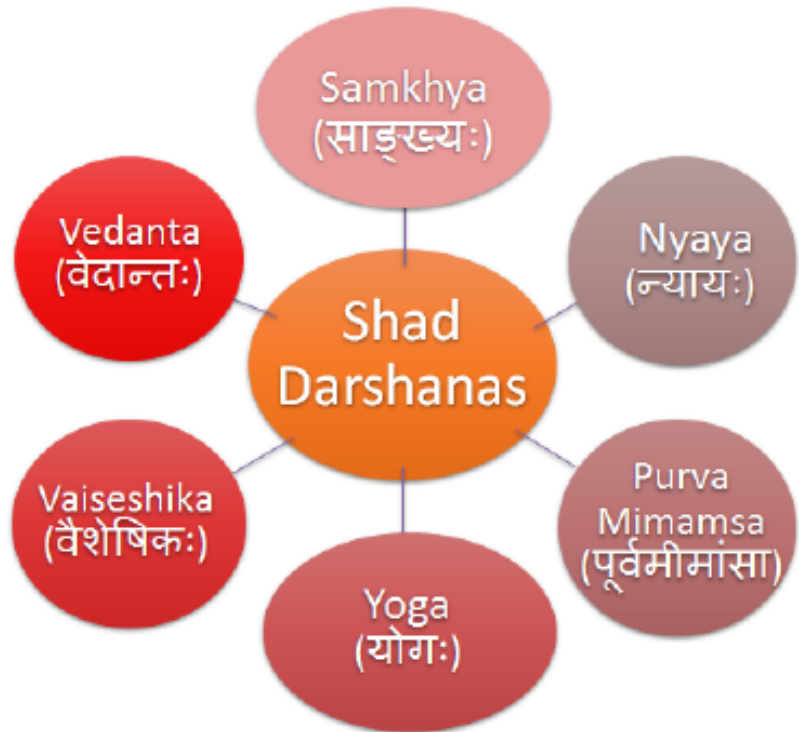 Samkhya
(साङ्ख्यः)
Vedanta
(वेदान्तः)
Nyaya
(न्यायः)
Shad
Darshanas
Vaiseshika
(वैशेषिकः)
Purva
Mimamsa
(पूर्वमीमांसा)
Yoga
(योगः)